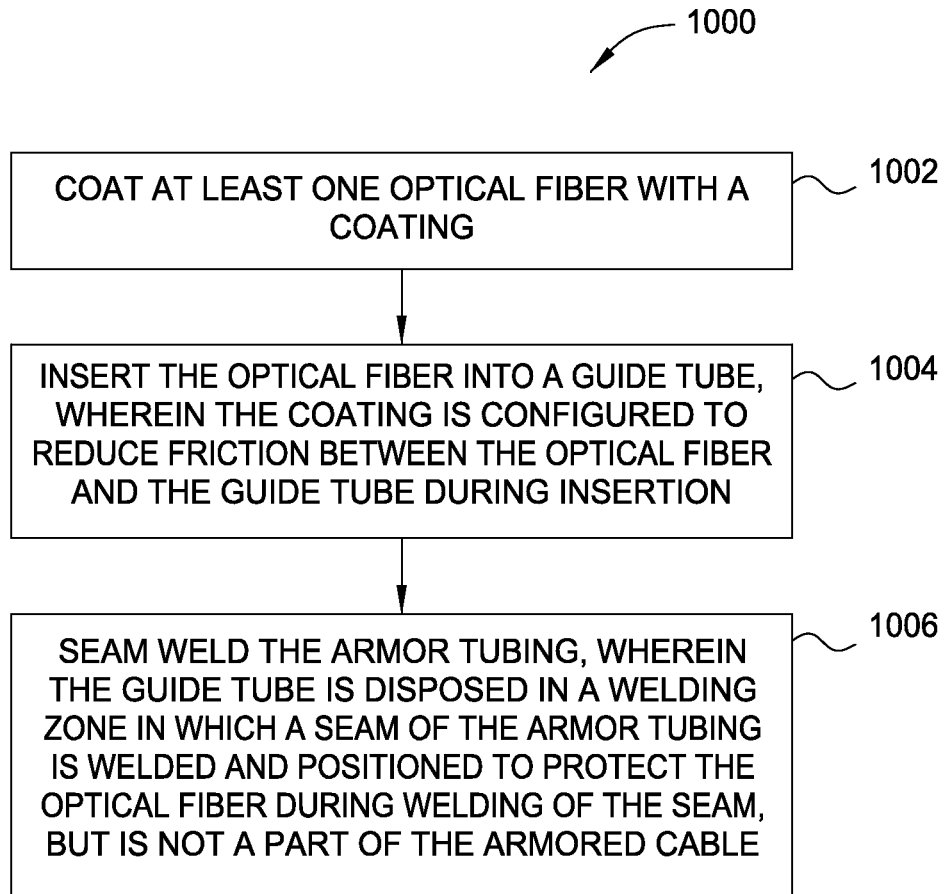 1000
COAT AT LEAST ONE OPTICAL FIBER WITH A
COATING
1002
INSERT THE OPTICAL FIBER INTO A GUIDE TUBE,
WHEREIN THE COATING IS CONFIGURED TO
REDUCE FRICTION BETWEEN THE OPTICAL FIBER
AND THE GUIDE TUBE DURING INSERTION
1004
SEAM WELD THE ARMOR TUBING, WHEREIN
THE GUIDE TUBE IS DISPOSED IN A WELDING
ZONE IN WHICH A SEAM OF THE ARMOR TUBING
IS WELDED AND POSITIONED TO PROTECT THE
OPTICAL FIBER DURING WELDING OF THE SEAM,
BUT IS NOT A PART OF THE ARMORED CABLE
1006